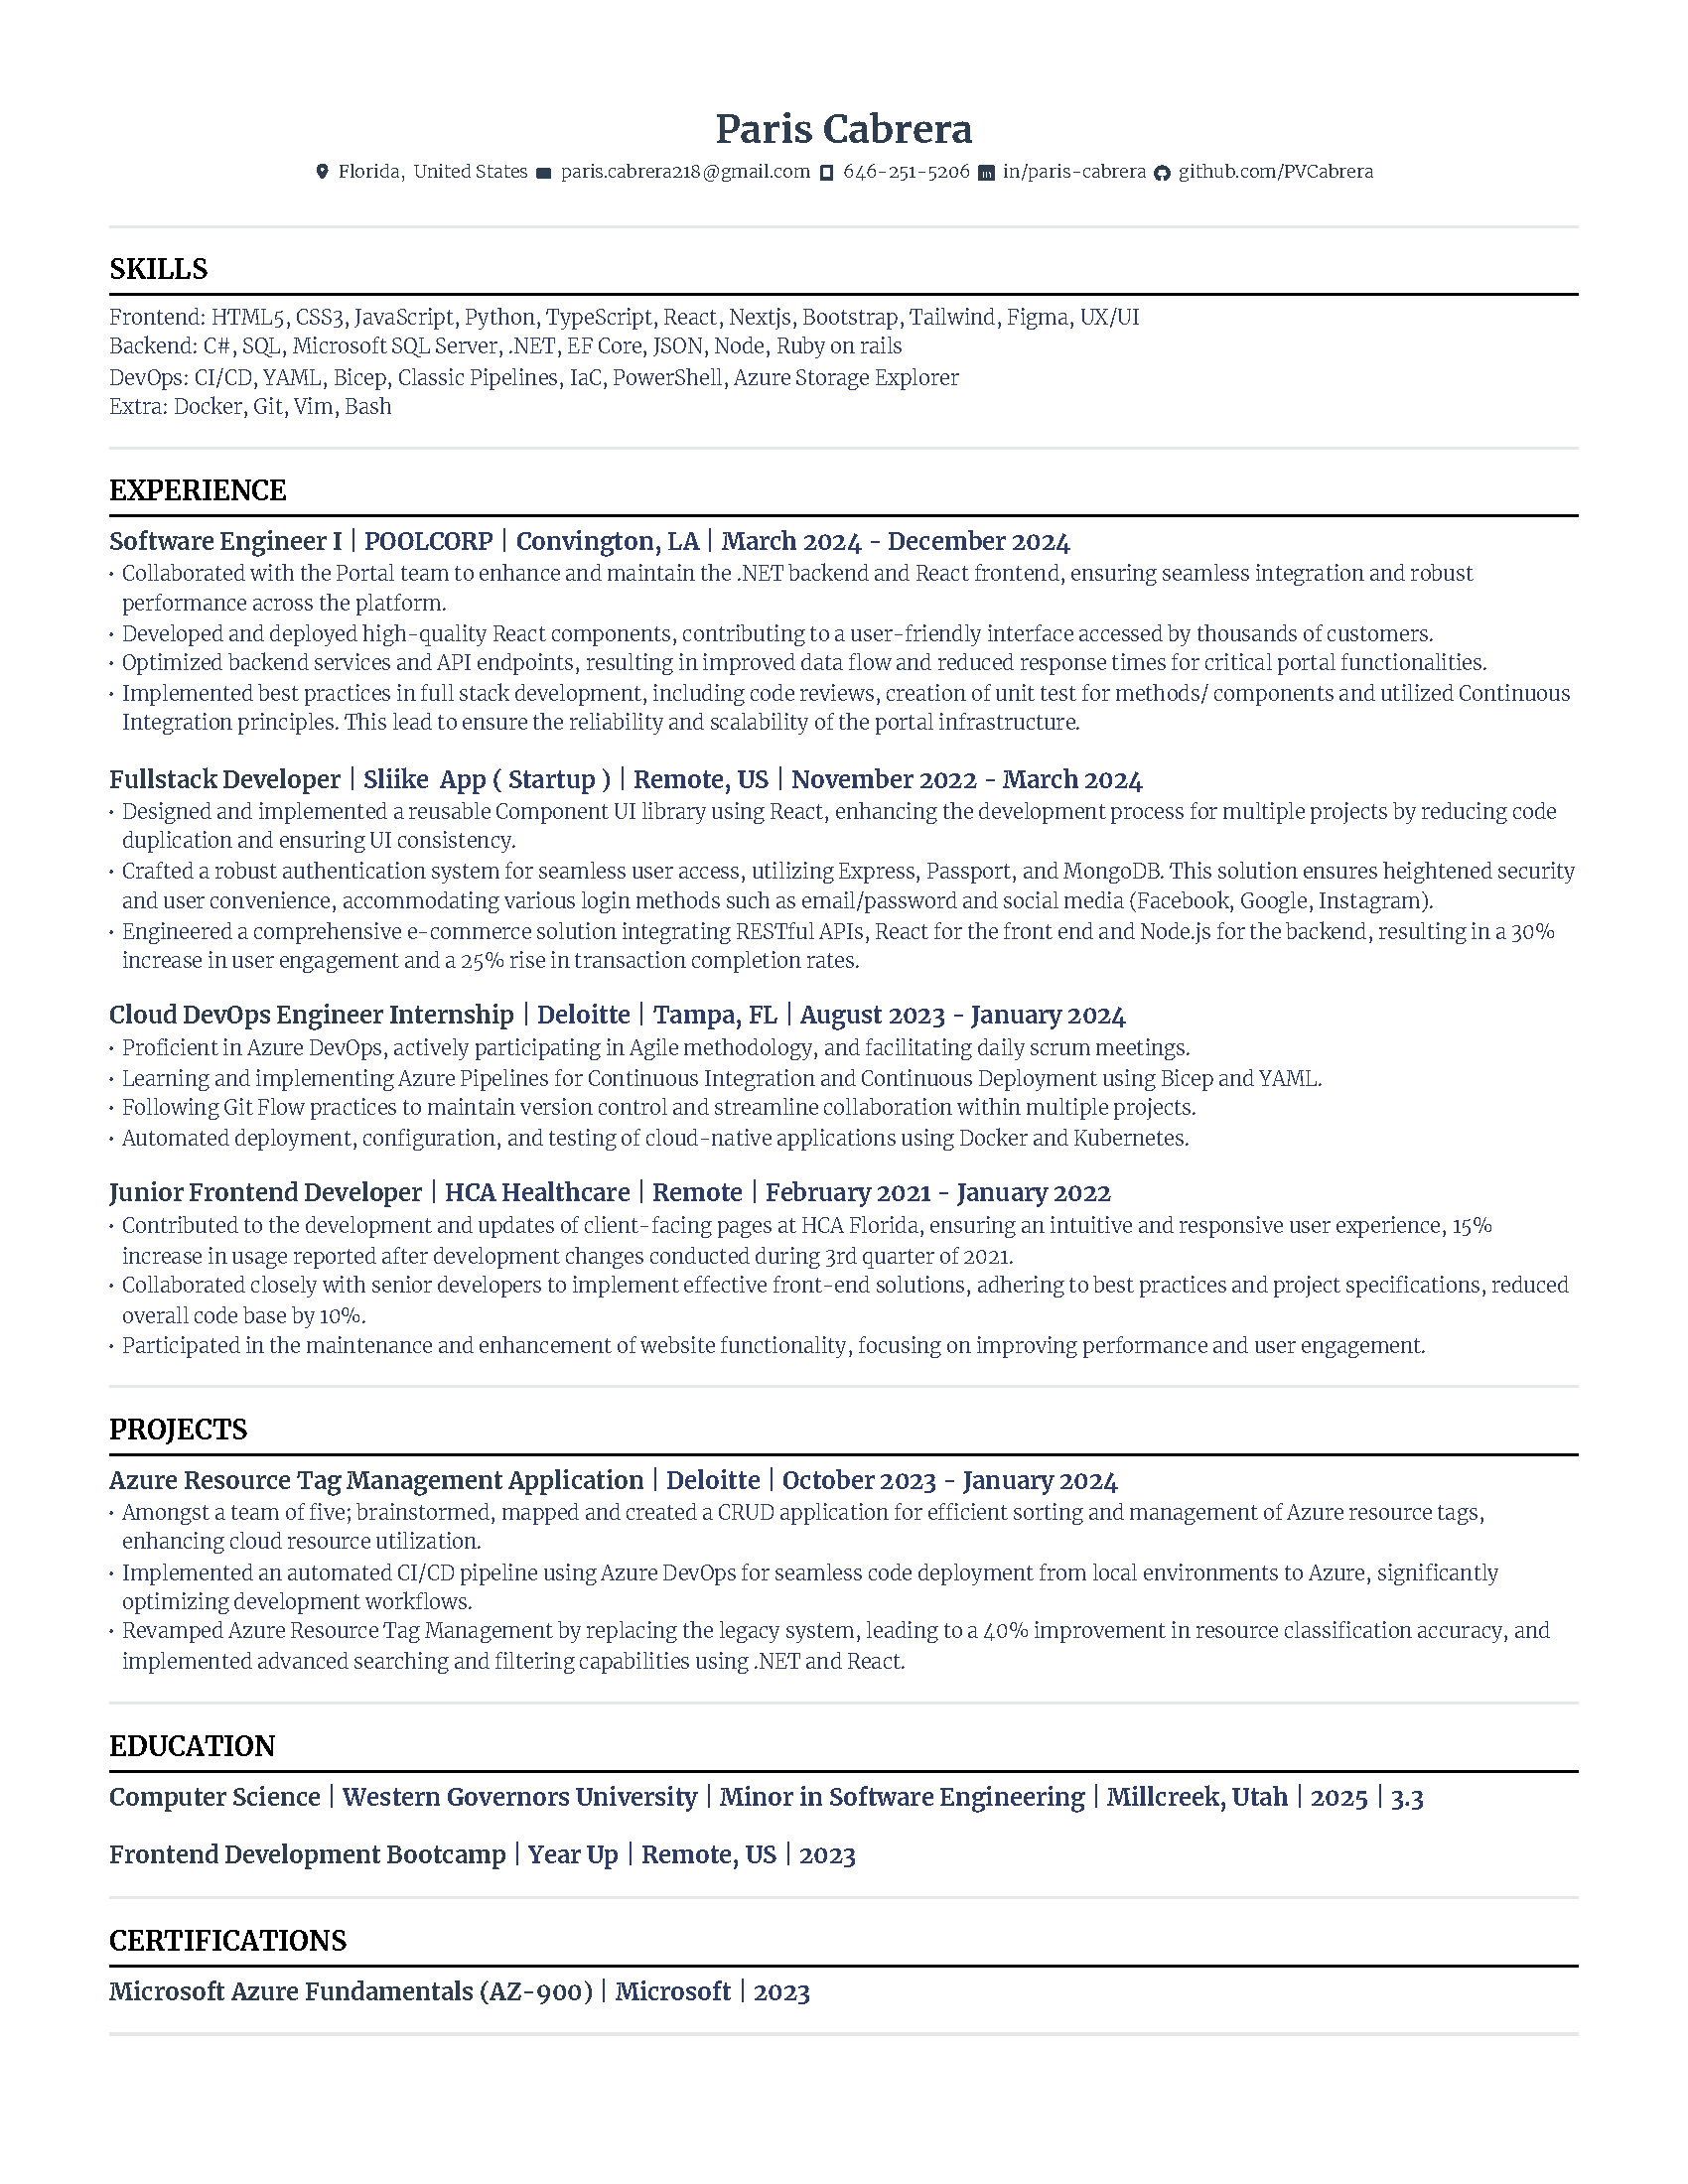 Paris Cabrera
Florida, United States paris.cabrera218@gmail.com 646-251-5206 in/paris-cabrera github.com/PVCabrera
SKILLS
Frontend: HTML5, CSS3, JavaScript, Python, TypeScript, React, Nextjs, Bootstrap, Tailwind, Figma, UX/UI
Backend: C#, SQL, Microsoft SQL Server, .NET, EF Core, JSON, Node, Ruby on rails
DevOps: CI/CD, YAML, Bicep, Classic Pipelines, IaC, PowerShell, Azure Storage Explorer
Extra: Docker, Git, Vim, Bash
EXPERIENCE
Software Engineer I | POOLCORP | Convington, LA | March 2024 - December 2024
• Collaborated with the Portal team to enhance and maintain the .NET backend and React frontend, ensuring seamless integration and robust
performance across the platform.
• Developed and deployed high-quality React components, contributing to a user-friendly interface accessed by thousands of customers.
• Optimized backend services and API endpoints, resulting in improved data flow and reduced response times for critical portal functionalities.
• Implemented best practices in full stack development, including code reviews, creation of unit test for methods/ components and utilized Continuous
Integration principles. This lead to ensure the reliability and scalability of the portal infrastructure.
Fullstack Developer | Sliike App ( Startup ) | Remote, US | November 2022 - March 2024
• Designed and implemented a reusable Component UI library using React, enhancing the development process for multiple projects by reducing code
duplication and ensuring UI consistency.
• Crafted a robust authentication system for seamless user access, utilizing Express, Passport, and MongoDB. This solution ensures heightened security
and user convenience, accommodating various login methods such as email/password and social media (Facebook, Google, Instagram).
• Engineered a comprehensive e-commerce solution integrating RESTful APIs, React for the front end and Node.js for the backend, resulting in a 30%
increase in user engagement and a 25% rise in transaction completion rates.
Cloud DevOps Engineer Internship | Deloitte | Tampa, FL | August 2023 - January 2024
• Proficient in Azure DevOps, actively participating in Agile methodology, and facilitating daily scrum meetings.
• Learning and implementing Azure Pipelines for Continuous Integration and Continuous Deployment using Bicep and YAML.
• Following Git Flow practices to maintain version control and streamline collaboration within multiple projects.
• Automated deployment, configuration, and testing of cloud-native applications using Docker and Kubernetes.
Junior Frontend Developer | HCA Healthcare | Remote | February 2021 - January 2022
• Contributed to the development and updates of client-facing pages at HCA Florida, ensuring an intuitive and responsive user experience, 15%
increase in usage reported after development changes conducted during 3rd quarter of 2021.
• Collaborated closely with senior developers to implement effective front-end solutions, adhering to best practices and project specifications, reduced
overall code base by 10%.
• Participated in the maintenance and enhancement of website functionality, focusing on improving performance and user engagement.
PROJECTS
Azure Resource Tag Management Application | Deloitte | October 2023 - January 2024
• Amongst a team of five; brainstormed, mapped and created a CRUD application for efficient sorting and management of Azure resource tags,
enhancing cloud resource utilization.
• Implemented an automated CI/CD pipeline using Azure DevOps for seamless code deployment from local environments to Azure, significantly
optimizing development workflows.
• Revamped Azure Resource Tag Management by replacing the legacy system, leading to a 40% improvement in resource classification accuracy, and
implemented advanced searching and filtering capabilities using .NET and React.
EDUCATION
Computer Science | Western Governors University | Minor in Software Engineering | Millcreek, Utah | 2025 | 3.3
Frontend Development Bootcamp | Year Up | Remote, US | 2023
CERTIFICATIONS
Microsoft Azure Fundamentals (AZ-900) | Microsoft | 2023